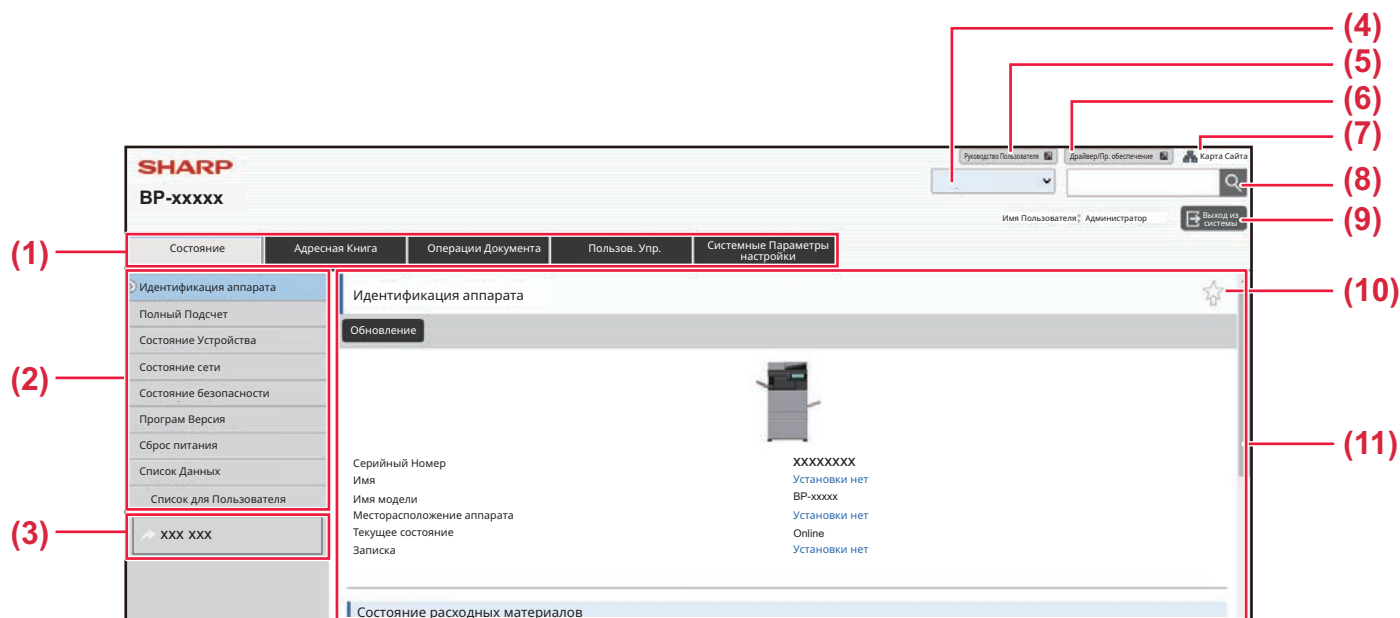 (4)
(5)
(6)
(7)
SHARP
Руководство Пользователя
Драйвер/Пр. обеспечение
Карта Сайта
BP-xxxxx
(8)
Имя Пользователя: Администратор
Выход из системы
(9)
(1)
Состояние
Адресная Книга
Операции Документа
Пользов. Упр.
Системные Параметры настройки
(2)
Идентификация аппарата
Полный Подсчет
Состояние Устройства
Состояние сети
Состояние безопасности
Програм Версия
Сброс питания
Список Данных
Список для Пользователя
(3)
XXX XXX
Идентификация аппарата
(10)
Обновление
(11)
Серийный Номер XXXXXXXX
Имя Установки нет
Имя модели BP-xxxxx
Месторасположение аппарата Установки нет
Текущее состояние Online
Записка Установки нет
Состояние расходных материалов